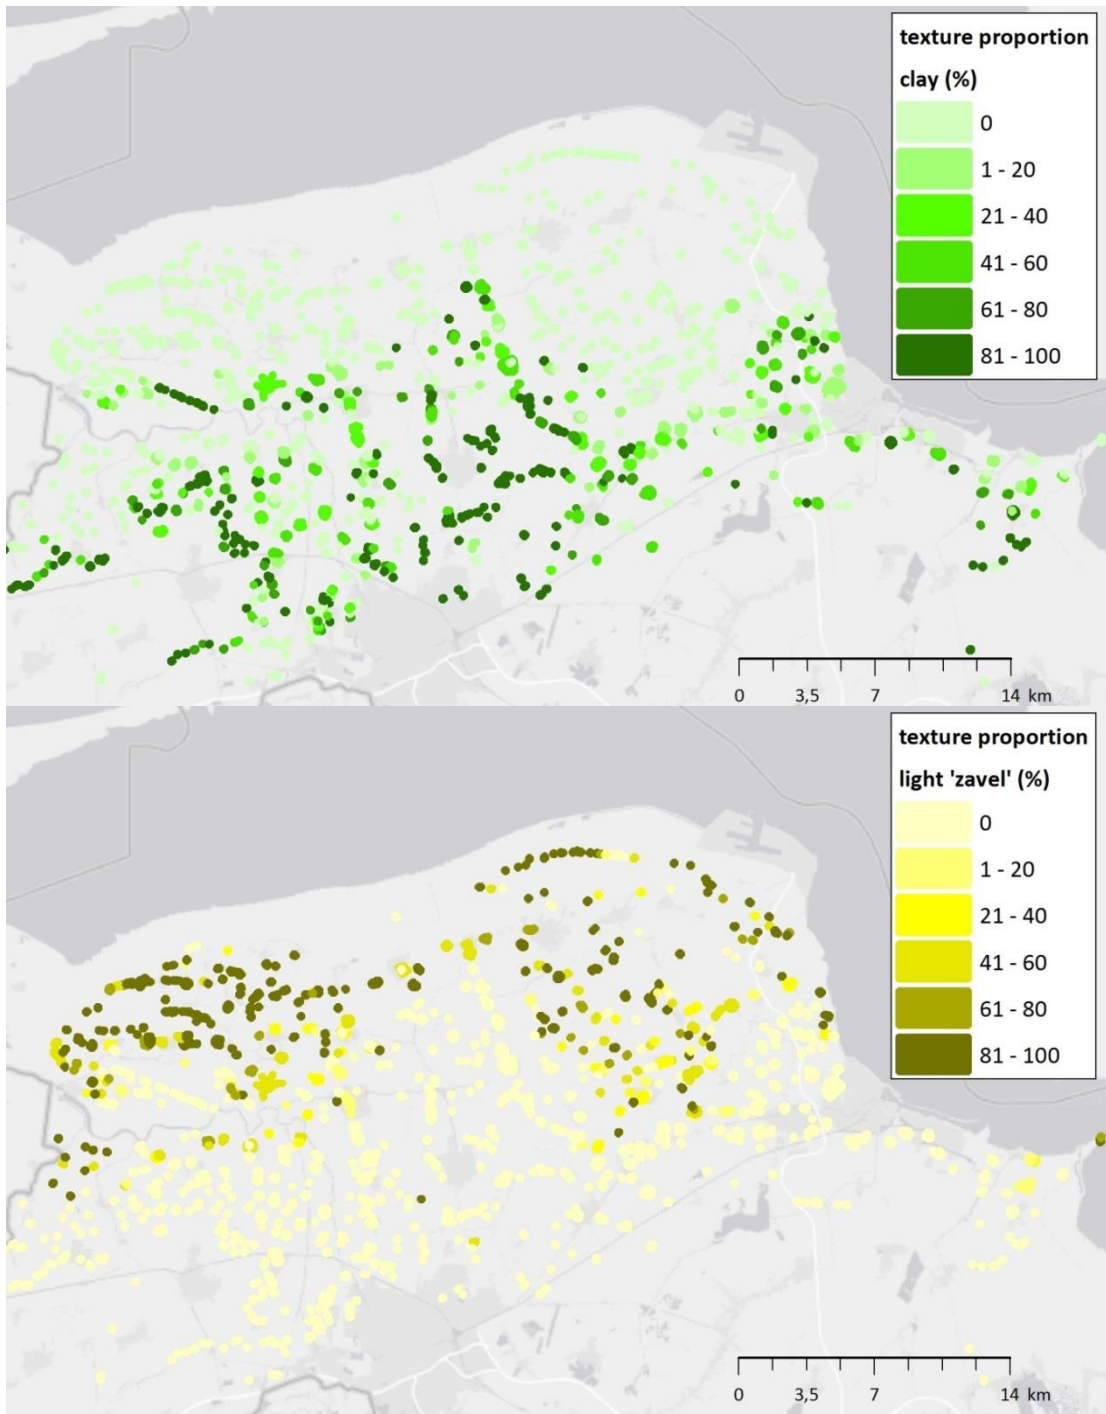 texture proportion
clay (%)
0
1 - 20
21 - 40
41 - 60
61 - 80
81 - 100
0 3,5 7 14 km
texture proportion
light 'zavel' (%)
0
1 - 20
21 - 40
41 - 60
61 - 80
81 - 100
0 3,5 7 14 km